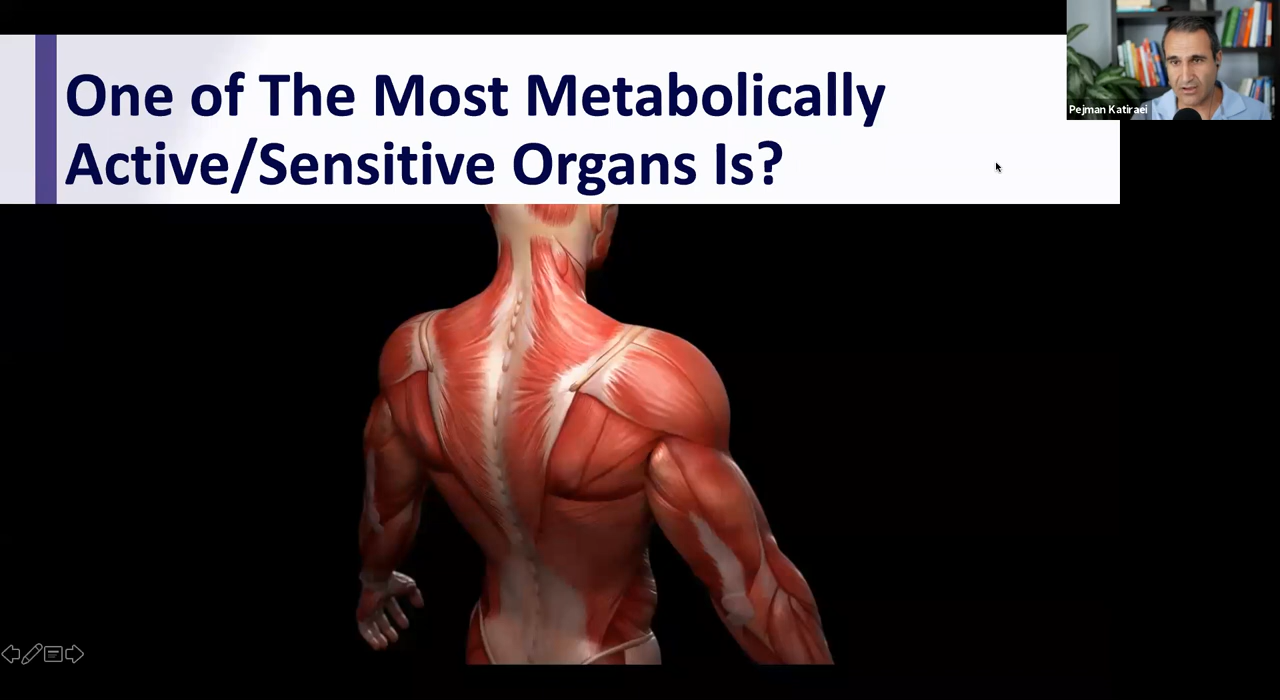 One of The Most Metabolically
Active/Sensitive Organs Is?
Pejman Katiraei